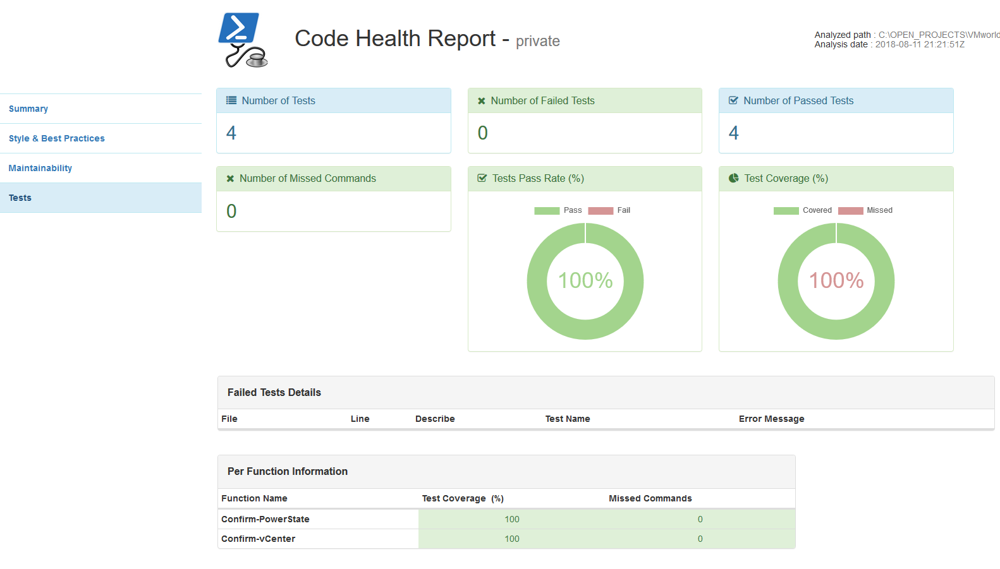 Code Health Report - private
Analyzed path : C:\OPEN_PROJECTS\VMworld
Analysis date : 2018-08-11 21:21:51Z
Summary
Style & Best Practices
Maintainability
Tests
Number of Tests
4
Number of Failed Tests
0
Number of Passed Tests
4
Number of Missed Commands
0
Tests Pass Rate (%)
Pass Fail
100%
Test Coverage (%)
Covered Missed
100%
Failed Tests Details
File Line Describe Test Name Error Message
Per Function Information
Function Name Test Coverage (%) Missed Commands
Confirm-PowerState 100 0
Confirm-vCenter 100 0